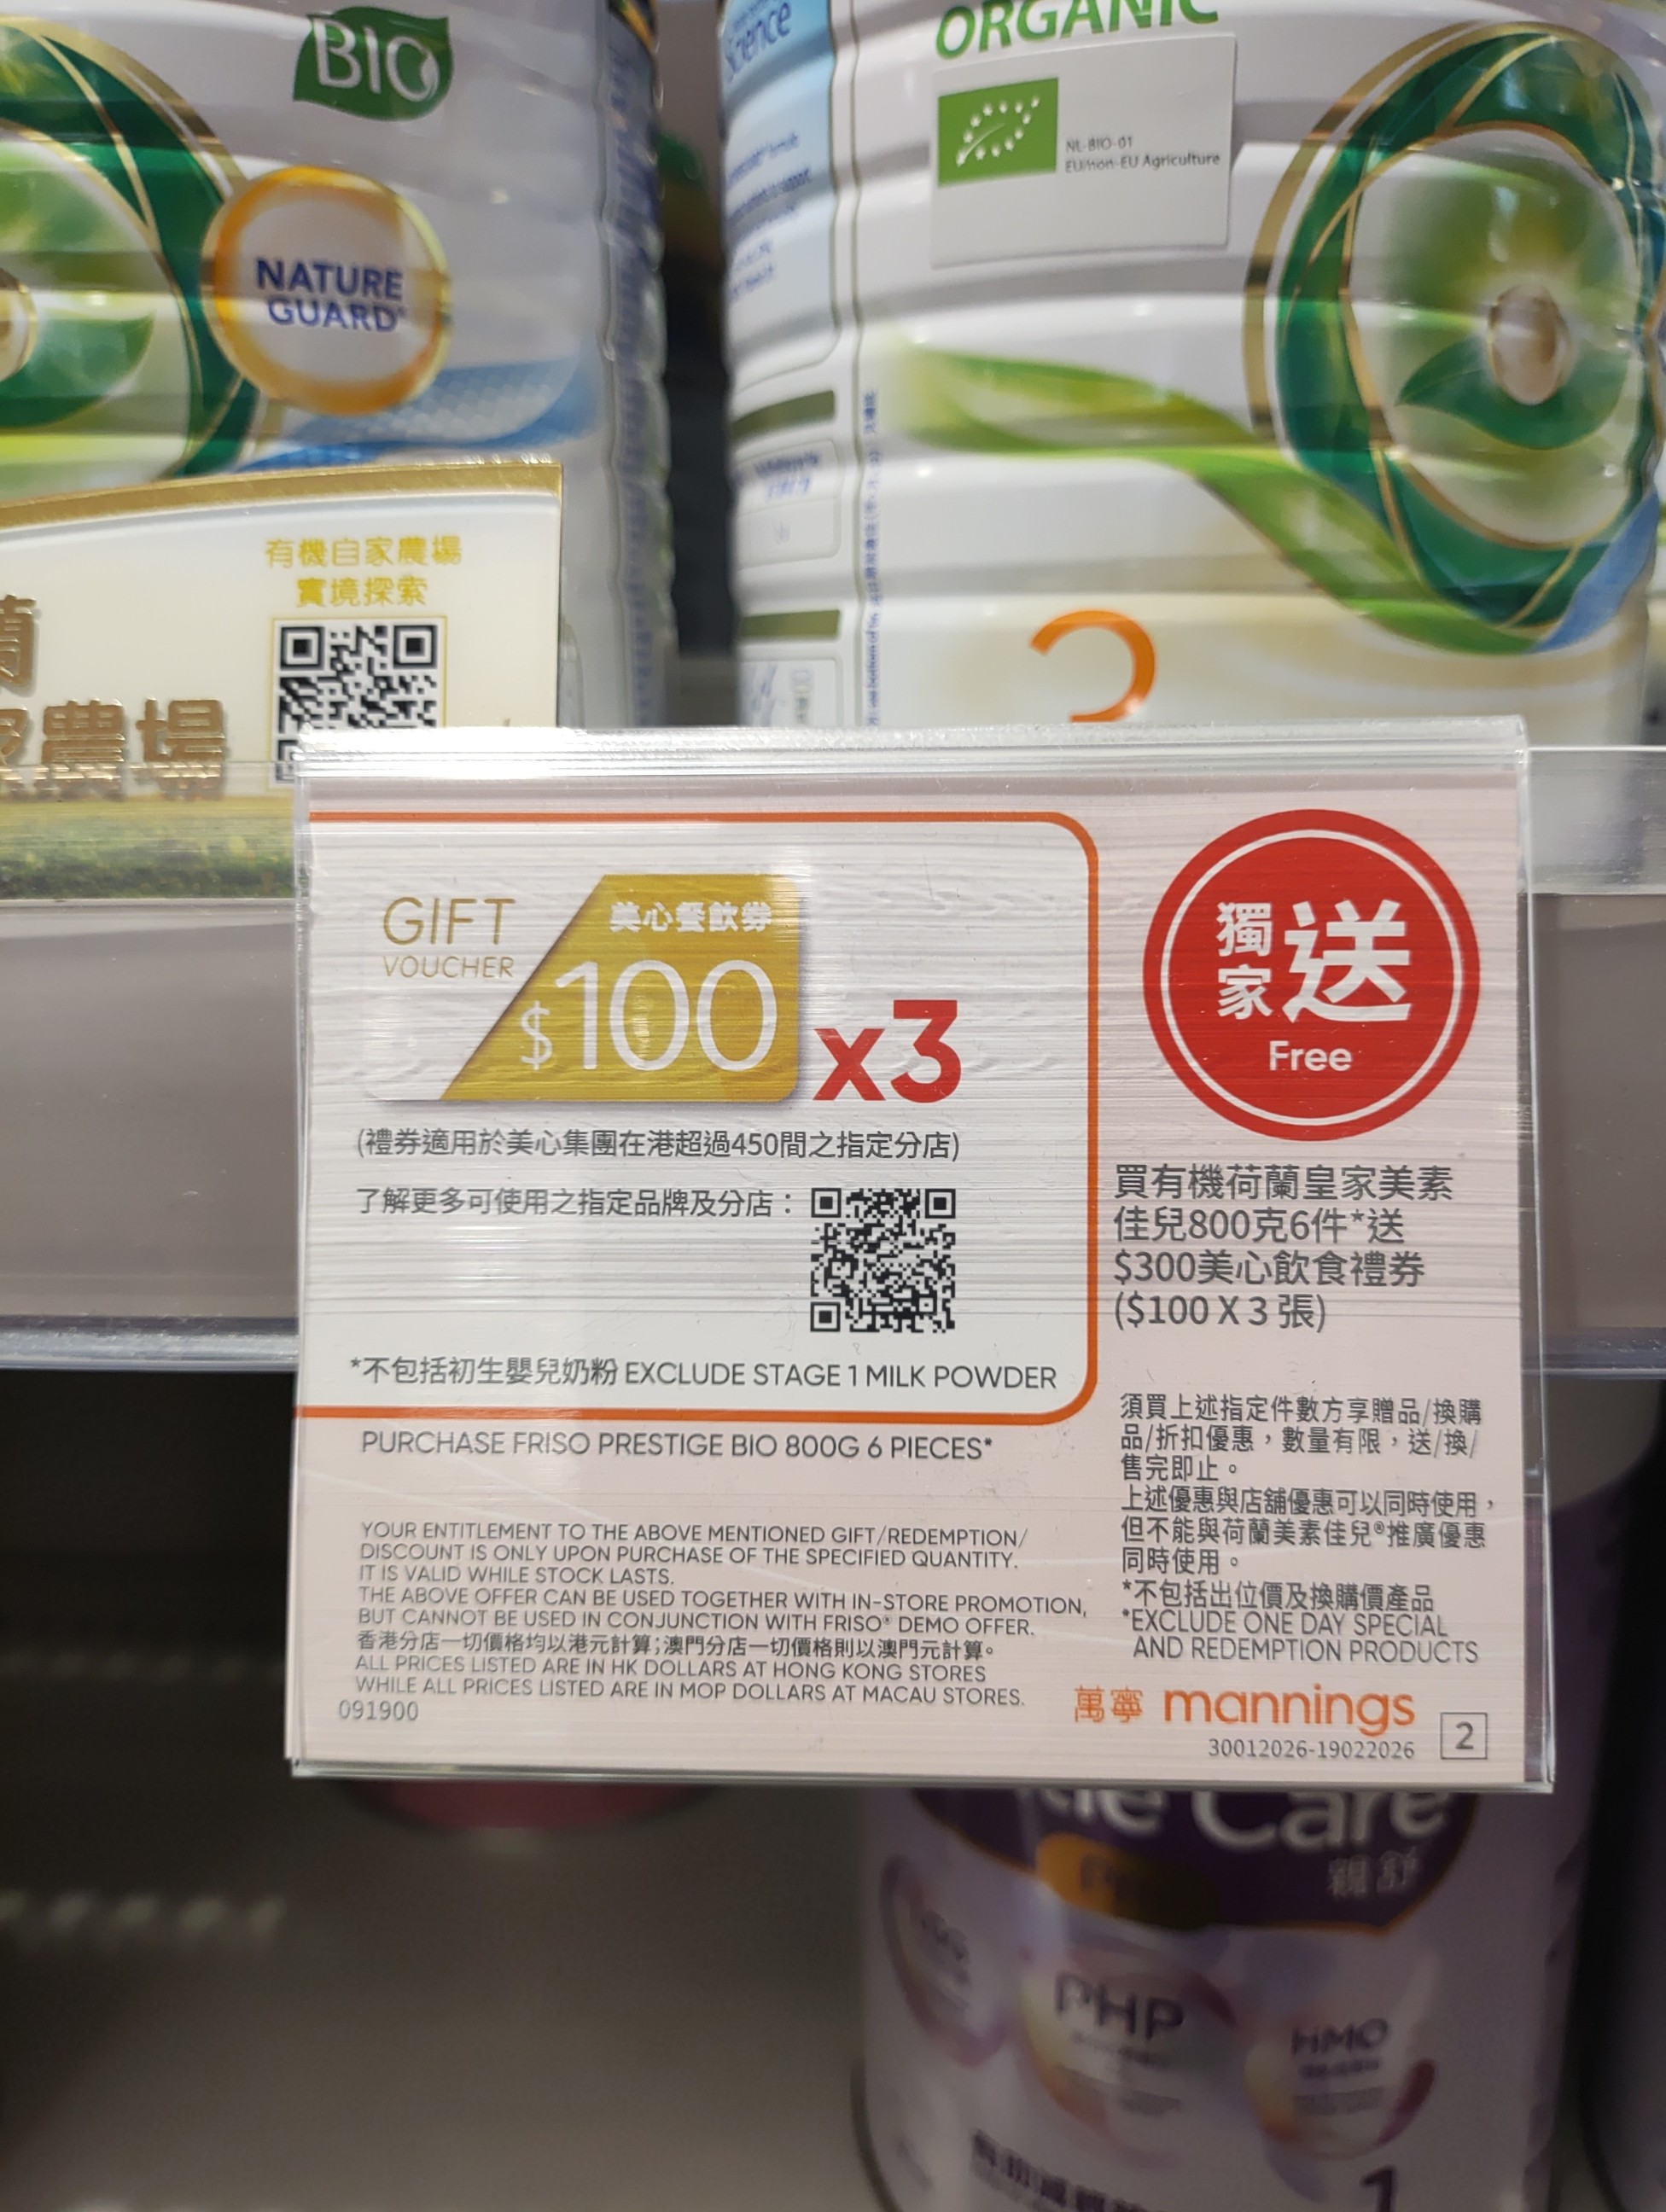 BIO
NATURE
GUARD
Science
ORGANIC
NL-BIO-01
EU/non-EU Agriculture
3
有機自家農場
實境探索
蘭
家農場
GIFT
VOUCHER
美心餐飲券
$100
x3
(禮券適用於美心集團在港超過450間之指定分店)
了解更多可使用之指定品牌及分店：
*不包括初生嬰兒奶粉 EXCLUDE STAGE 1 MILK POWDER
PURCHASE FRISO PRESTIGE BIO 800G 6 PIECES*
YOUR ENTITLEMENT TO THE ABOVE MENTIONED GIFT/REDEMPTION/
DISCOUNT IS ONLY UPON PURCHASE OF THE SPECIFIED QUANTITY.
IT IS VALID WHILE STOCK LASTS.
THE ABOVE OFFER CAN BE USED TOGETHER WITH IN-STORE PROMOTION,
BUT CANNOT BE USED IN CONJUNCTION WITH FRISO® DEMO OFFER.
香港分店一切價格均以港元計算；澳門分店一切價格則以澳門元計算。
ALL PRICES LISTED ARE IN HK DOLLARS AT HONG KONG STORES
WHILE ALL PRICES LISTED ARE IN MOP DOLLARS AT MACAU STORES.
091900
獨家送
Free
買有機荷蘭皇家美素
佳兒800克6件*送
$300美心飲食禮券
($100 X 3 張)
須買上述指定件數方享贈品/換購
品/折扣優惠，數量有限，送/換/
售完即止。
上述優惠與店舖優惠可以同時使用，
但不能與荷蘭美素佳兒®推廣優惠
同時使用。
*不包括出位價及換購價產品
*EXCLUDE ONE DAY SPECIAL
AND REDEMPTION PRODUCTS
萬寧 mannings
30012026-19022026
2
Care
親舒
PHP
HMO
1